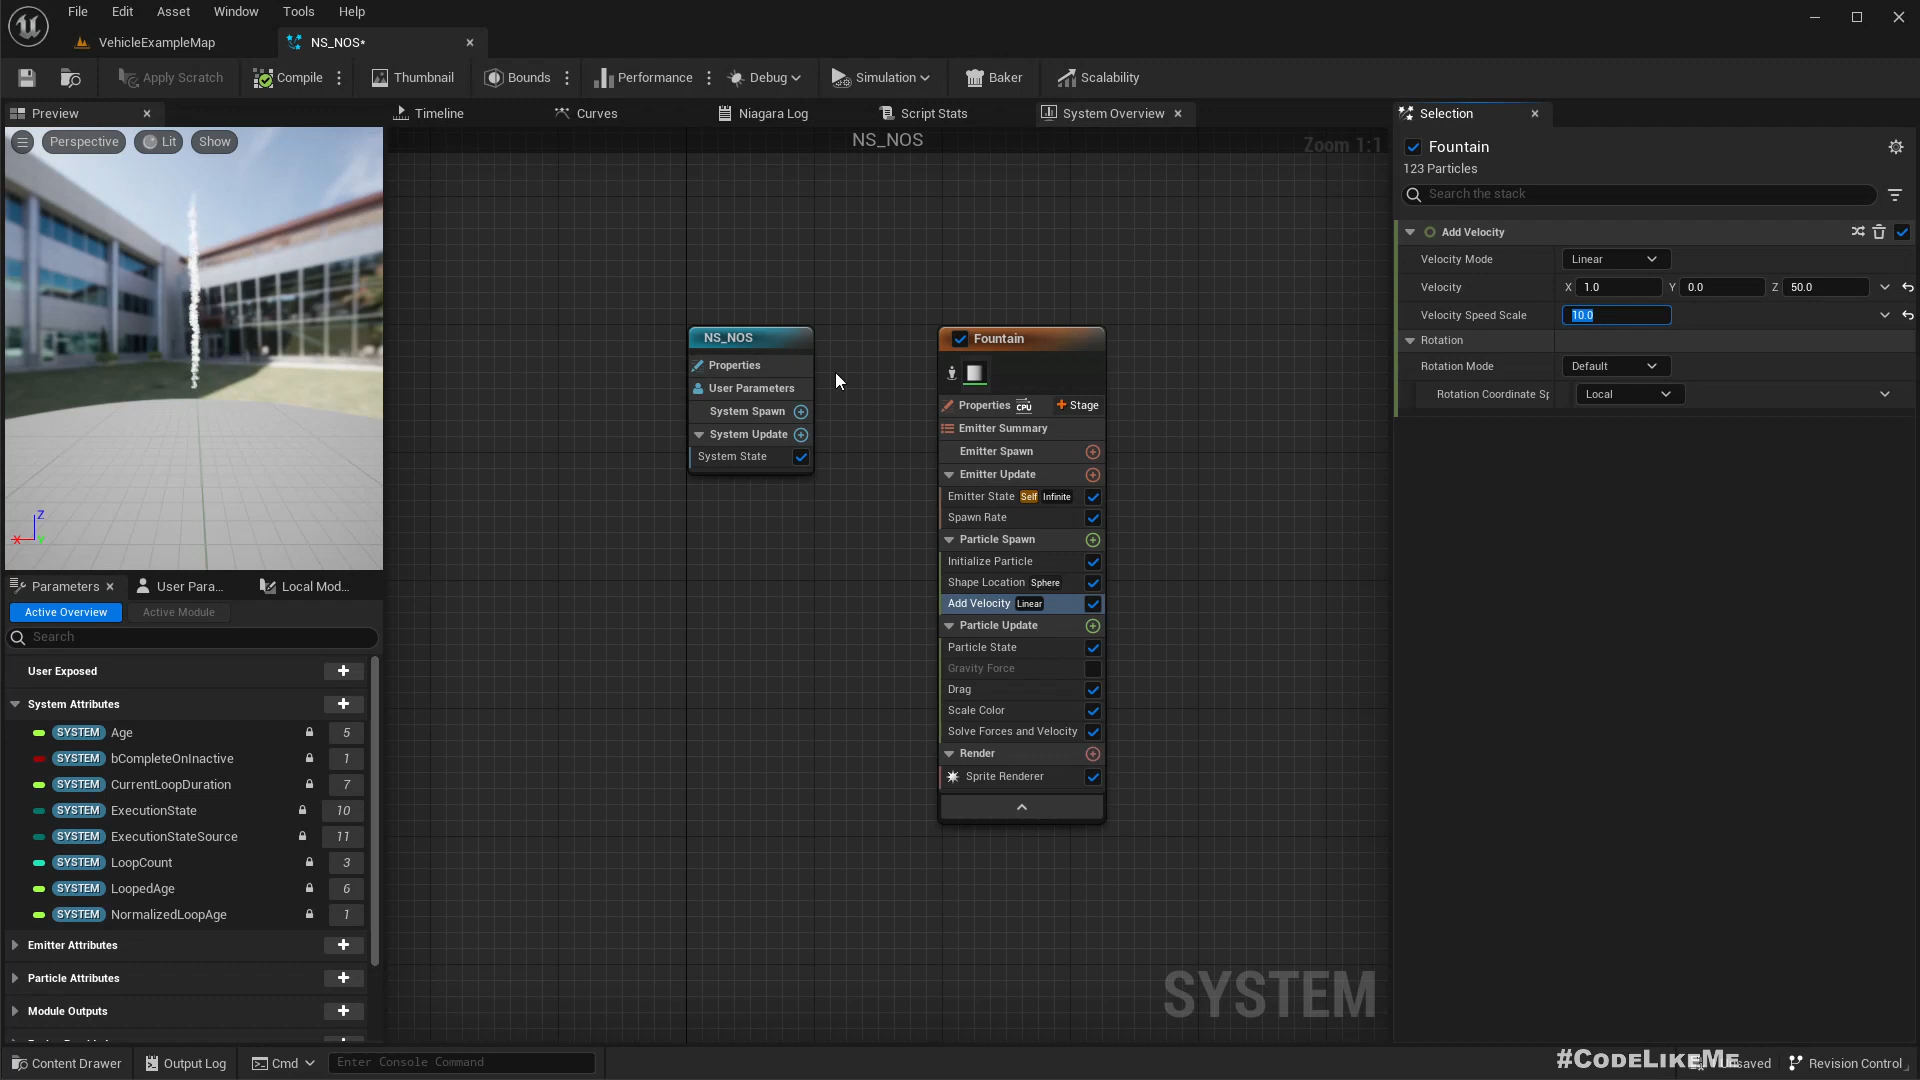 File Edit Asset Window Tools Help
VehicleExampleMap NS_NOS*
Apply Scratch Compile Thumbnail Bounds Performance Debug Simulation Baker Scalability
Preview Timeline Curves Niagara Log Script Stats System Overview Selection
Perspective Lit Show
NS_NOS
Zoom 1:1
Fountain
123 Particles
Search the stack
Add Velocity
Velocity Mode Linear
Velocity X 1.0 Y 0.0 Z 50.0
Velocity Speed Scale 10.0
Rotation
Rotation Mode Default
Rotation Coordinate Sp Local
NS_NOS
Properties
User Parameters
System Spawn
System Update
System State
Fountain
Properties CPU Stage
Emitter Summary
Emitter Spawn
Emitter Update
Emitter State Self Infinite
Spawn Rate
Particle Spawn
Initialize Particle
Shape Location Sphere
Add Velocity Linear
Particle Update
Particle State
Gravity Force
Drag
Scale Color
Solve Forces and Velocity
Render
Sprite Renderer
Z
X
Parameters User Para... Local Mod...
Active Overview Active Module
Search
User Exposed
System Attributes
SYSTEM Age 5
SYSTEM bCompleteOnInactive 1
SYSTEM CurrentLoopDuration 7
SYSTEM ExecutionState 10
SYSTEM ExecutionStateSource 11
SYSTEM LoopCount 3
SYSTEM LoopedAge 6
SYSTEM NormalizedLoopAge 1
Emitter Attributes
Particle Attributes
Module Outputs
SYSTEM
Content Drawer Output Log Cmd Enter Console Command
#CodeLikeMe
Revision Control